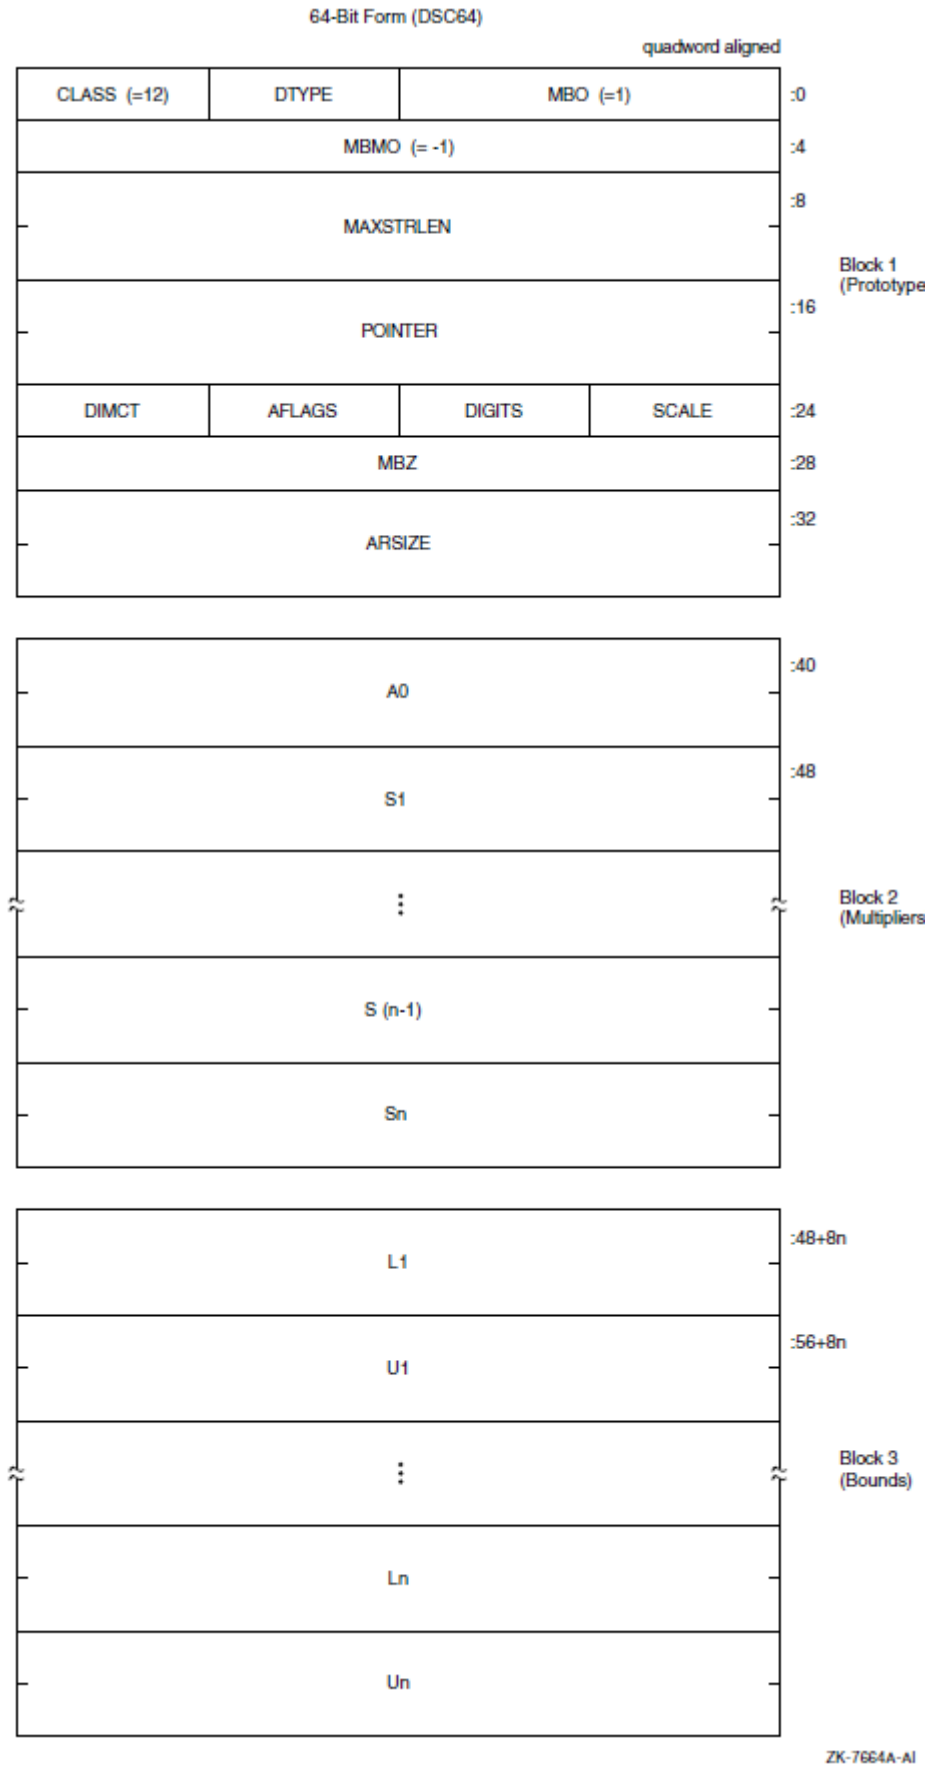 64-Bit Form (DSC64)
quadword aligned
CLASS (=12) DTYPE MBO (=1) :0
MBMO (= -1) :4
:8
MAXSTRLEN
Block 1
(Prototype
:16
POINTER
DIMCT AFLAGS DIGITS SCALE :24
MBZ :28
:32
ARSIZE
:40
A0
:48
S1
Block 2
(Multipliers
S (n-1)
Sn
:48+8n
L1
:56+8n
U1
Block 3
(Bounds)
Ln
Un
ZK-7664A-AI